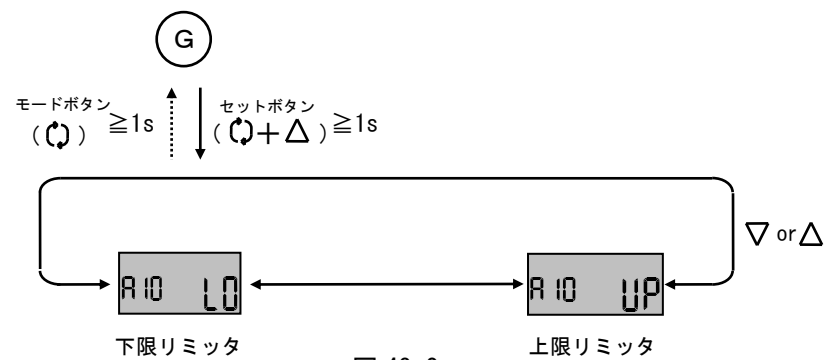 G
モードボタン
( ) ≧1s
セットボタン
( + △ ) ≧1s
▽ or △
A10 LO
A10 UP
下限リミッタ
上限リミッタ